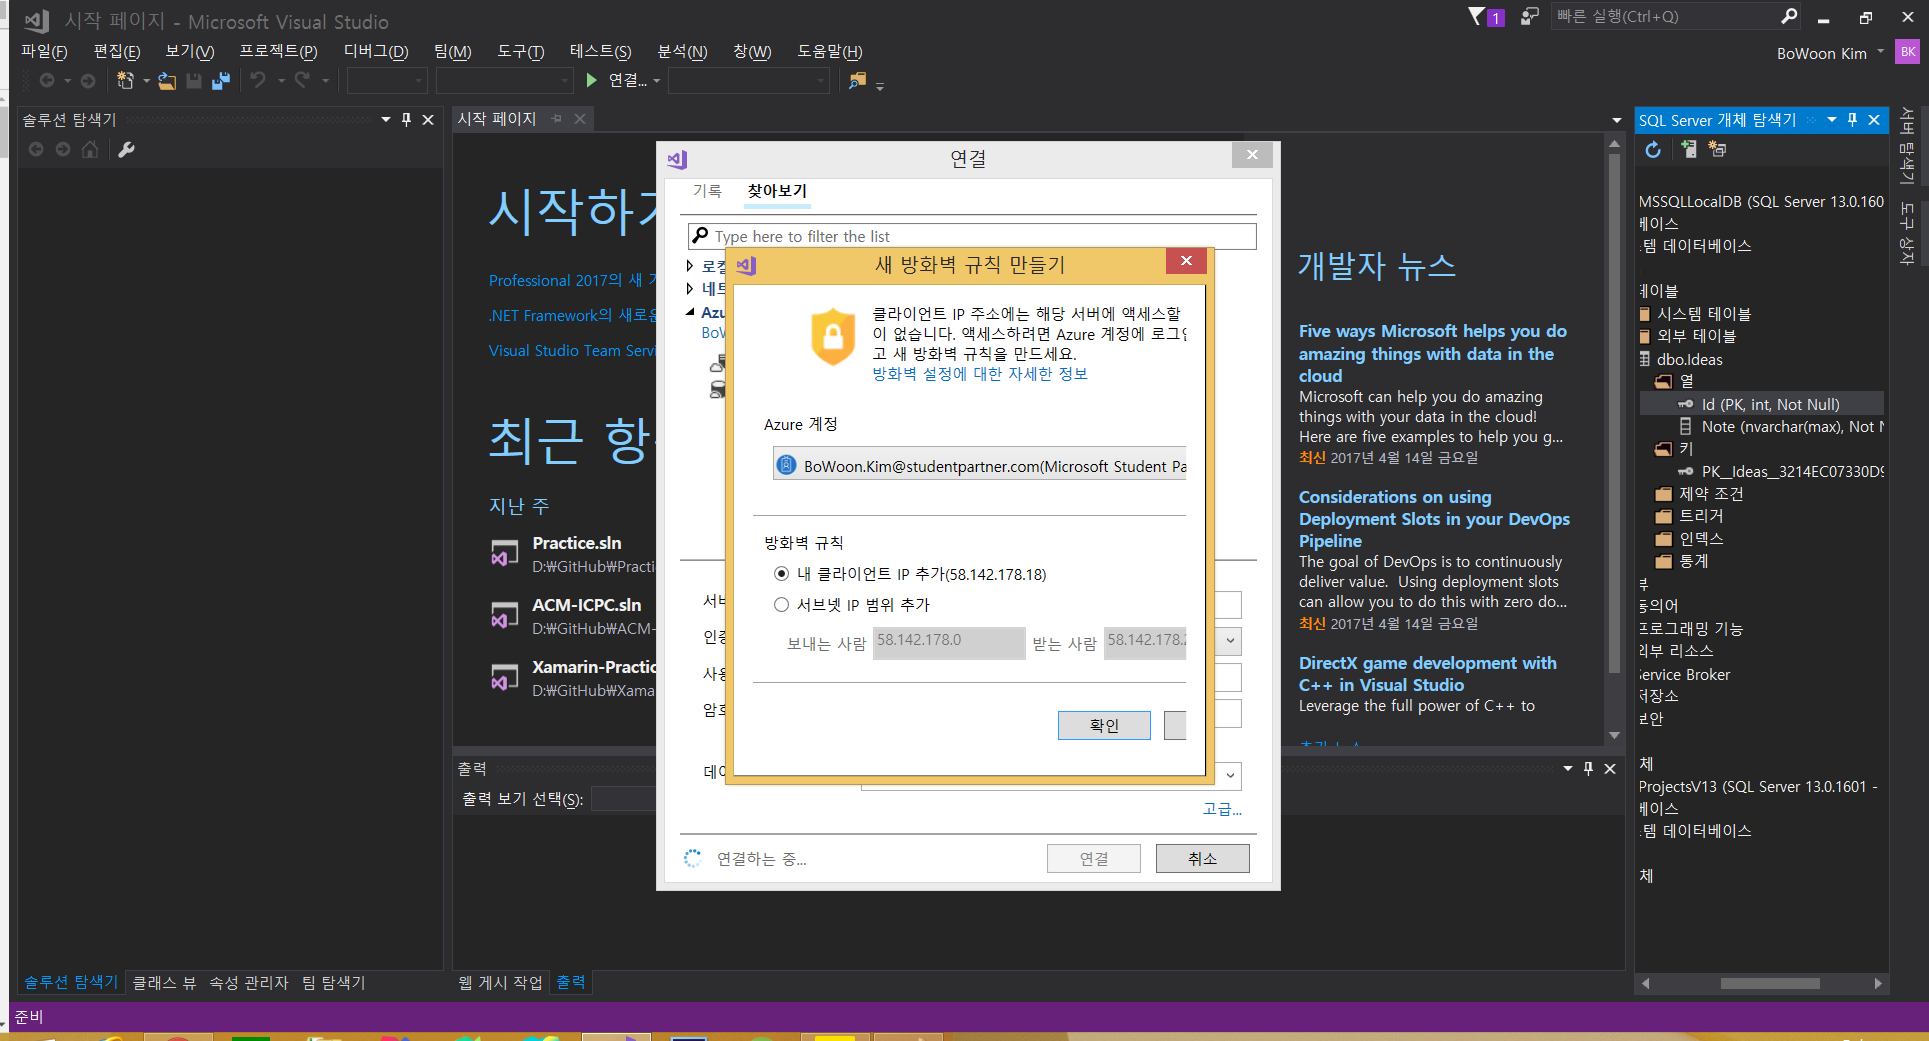 시작 페이지 - Microsoft Visual Studio
1
빠른 실행(Ctrl+Q)
파일(F) 편집(E) 보기(V) 프로젝트(P) 디버그(D) 팀(M) 도구(T) 테스트(S) 분석(N) 창(W) 도움말(H)
BoWoon Kim
BK
연결...
솔루션 탐색기
시작 페이지
시작하기
Professional 2017의 새
.NET Framework의 새로운
Visual Studio Team Servi
최근 항
지난 주
Practice.sln
D:₩GitHub₩Practi
ACM-ICPC.sln
D:₩GitHub₩ACM-
Xamarin-Practic
D:₩GitHub₩Xama
개발자 뉴스
Five ways Microsoft helps you do
amazing things with data in the
cloud
Microsoft can help you do amazing
things with your data in the cloud!
Here are five examples to help you g...
최신 2017년 4월 14일 금요일
Considerations on using
Deployment Slots in your DevOps
Pipeline
The goal of DevOps is to continuously
deliver value.  Using deployment slots
can allow you to do this with zero do...
최신 2017년 4월 14일 금요일
DirectX game development with
C++ in Visual Studio
Leverage the full power of C++ to
연결
기록 찾아보기
Type here to filter the list
로컬
네트
Azu
BoW
서버
인증
사용
암호
데이
고급...
연결하는 중...
연결
취소
새 방화벽 규칙 만들기
클라이언트 IP 주소에는 해당 서버에 액세스할
이 없습니다. 액세스하려면 Azure 계정에 로그인
고 새 방화벽 규칙을 만드세요.
방화벽 설정에 대한 자세한 정보
Azure 계정
BoWoon.Kim@studentpartner.com(Microsoft Student Pa
방화벽 규칙
내 클라이언트 IP 추가(58.142.178.18)
서브넷 IP 범위 추가
보내는 사람 58.142.178.0 받는 사람 58.142.178.2
확인
출력
출력 보기 선택(S):
솔루션 탐색기 클래스 뷰 속성 관리자 팀 탐색기
웹 게시 작업 출력
준비
SQL Server 개체 탐색기
MSSQLLocalDB (SQL Server 13.0.160
베이스
템 데이터베이스
테이블
시스템 테이블
외부 테이블
dbo.Ideas
열
Id (PK, int, Not Null)
Note (nvarchar(max), Not N
키
PK__Ideas__3214EC07330D9
제약 조건
트리거
인덱스
통계
뷰
동의어
프로그래밍 기능
외부 리소스
Service Broker
저장소
보안
체
ProjectsV13 (SQL Server 13.0.1601 -
베이스
템 데이터베이스
체
서버 탐색기
도구 상자